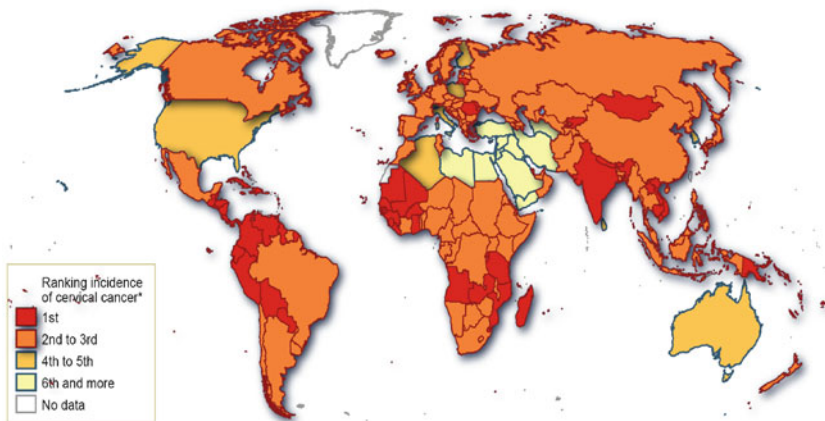 Ranking incidence
of cervical cancer*
1st
2nd to 3rd
4th to 5th
6th and more
No data